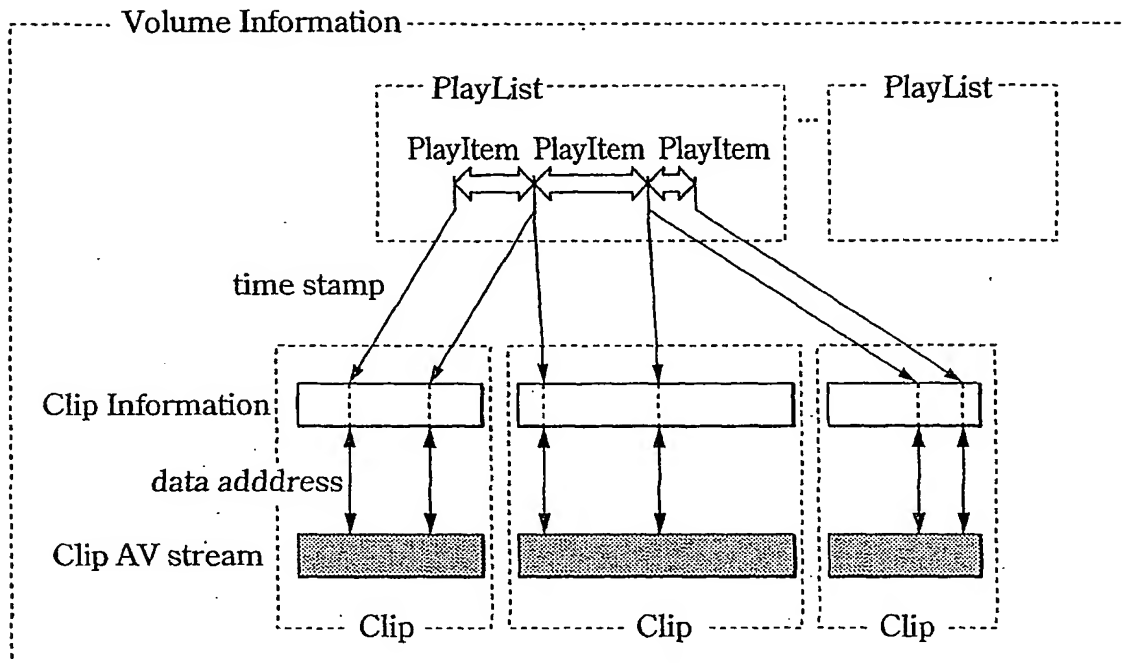 Volume Information
PlayList
PlayList
...
PlayItem PlayItem PlayItem
time stamp
Clip Information
data adddress
Clip AV stream
Clip
Clip
Clip